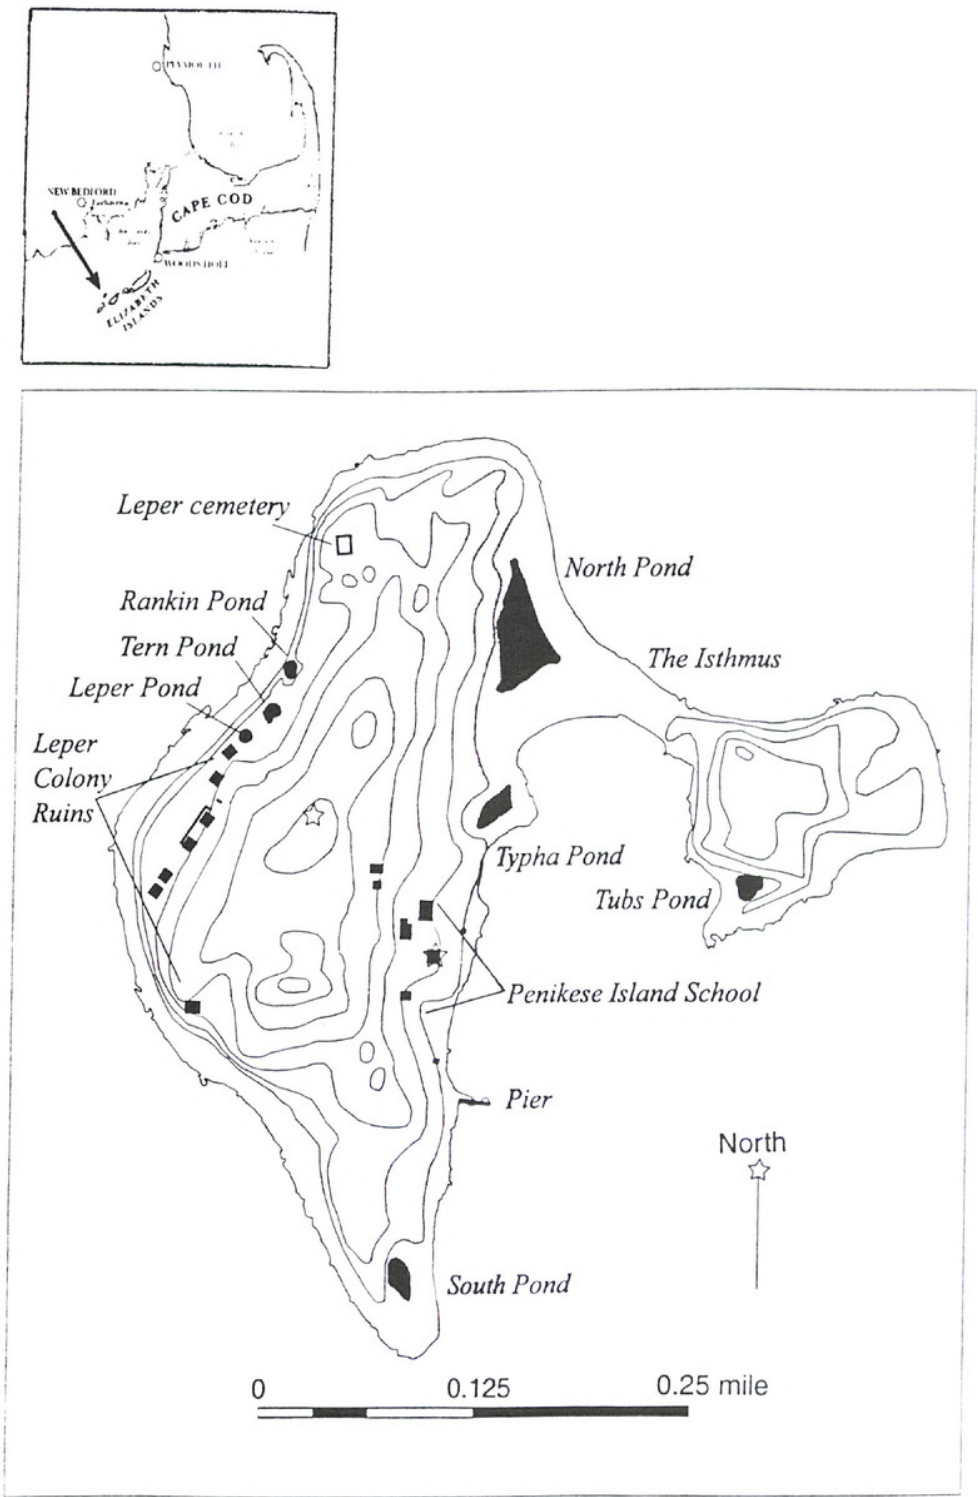 PLYMOUTH
NEW BEDFORD
CAPE COD
WOODS HOLE
ELIZABETH
ISLANDS
Leper cemetery
North Pond
Rankin Pond
Tern Pond
The Isthmus
Leper Pond
Leper
Colony
Ruins
Typha Pond
Tubs Pond
Penikese Island School
Pier
North
South Pond
0 0.125 0.25 mile